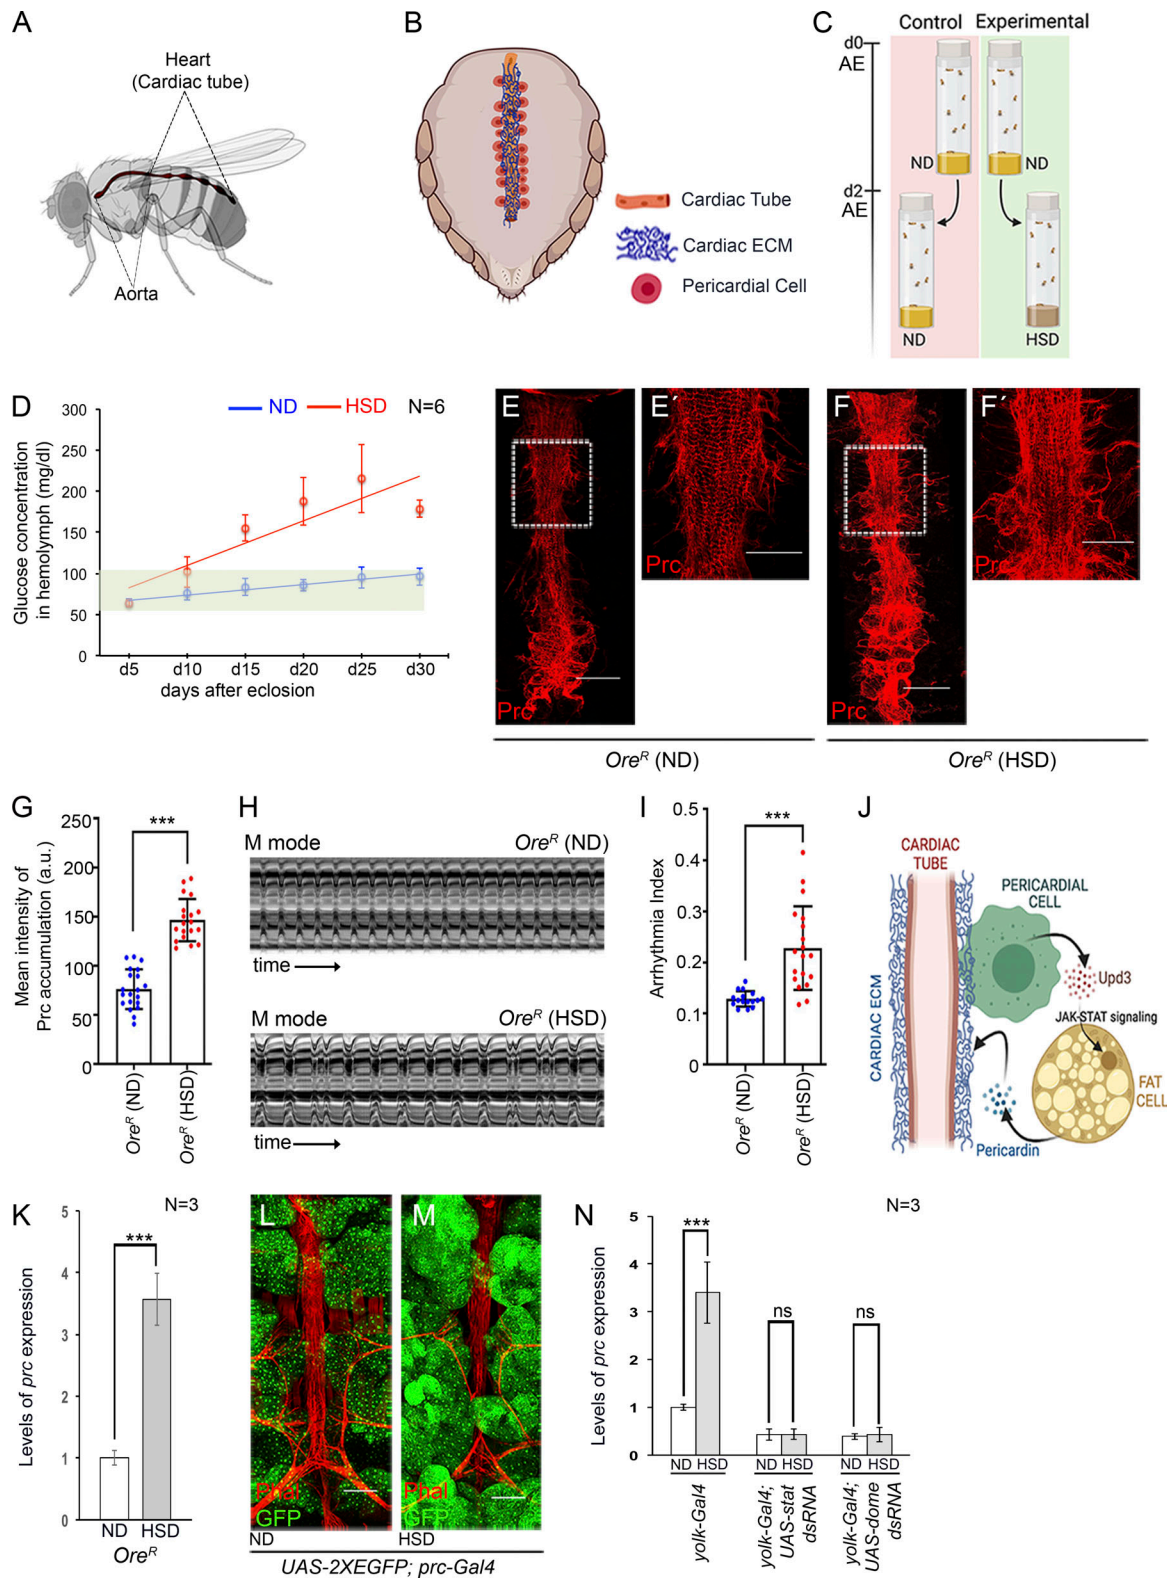 A
Heart
(Cardiac tube)
Aorta
B
Cardiac Tube
Cardiac ECM
Pericardial Cell
C
Control Experimental
d0
AE
ND
ND
d2
AE
ND
HSD
D
ND HSD N=6
Glucose concentration
in hemolymph (mg/dl)
300
250
200
150
100
50
0
d5 d10 d15 d20 d25 d30
days after eclosion
E
Prc
E´
Prc
F
Prc
F´
Prc
OreR (ND)
OreR (HSD)
G
Mean intensity of
Prc accumulation (a.u.)
250
200
150
100
50
0
***
OreR (ND)
OreR (HSD)
H
M mode OreR (ND)
time
M mode OreR (HSD)
time
I
Arrhythmia Index
0.5
0.4
0.3
0.2
0.1
0.0
***
OreR (ND)
OreR (HSD)
J
CARDIAC
TUBE
PERICARDIAL
CELL
Upd3
CARDIAC ECM
JAK-STAT signaling
FAT
CELL
Pericardin
K
N=3
Levels of prc expression
5
4
3
2
1
0
***
ND HSD
OreR
L
Phal
GFP
ND
M
Phal
GFP
HSD
UAS-2XEGFP; prc-Gal4
N
N=3
Levels of prc expression
5
4
3
2
1
0
***
ns
ns
ND HSD
ND HSD
ND HSD
yolk-Gal4
yolk-Gal4;
UAS-stat
dsRNA
yolk-Gal4;
UAS-dome
dsRNA